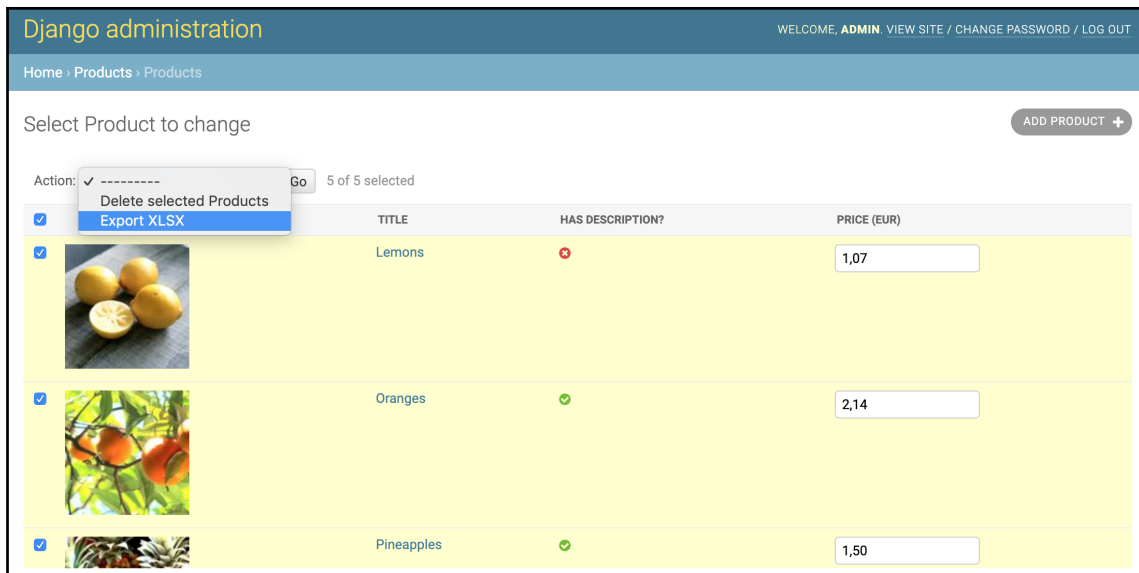 Django administration
WELCOME, ADMIN. VIEW SITE / CHANGE PASSWORD / LOG OUT
Home › Products › Products
Select Product to change
ADD PRODUCT +
Action: ✓ --------- Go 5 of 5 selected
Delete selected Products
Export XLSX
TITLE HAS DESCRIPTION? PRICE (EUR)
Lemons 1,07
Oranges 2,14
Pineapples 1,50